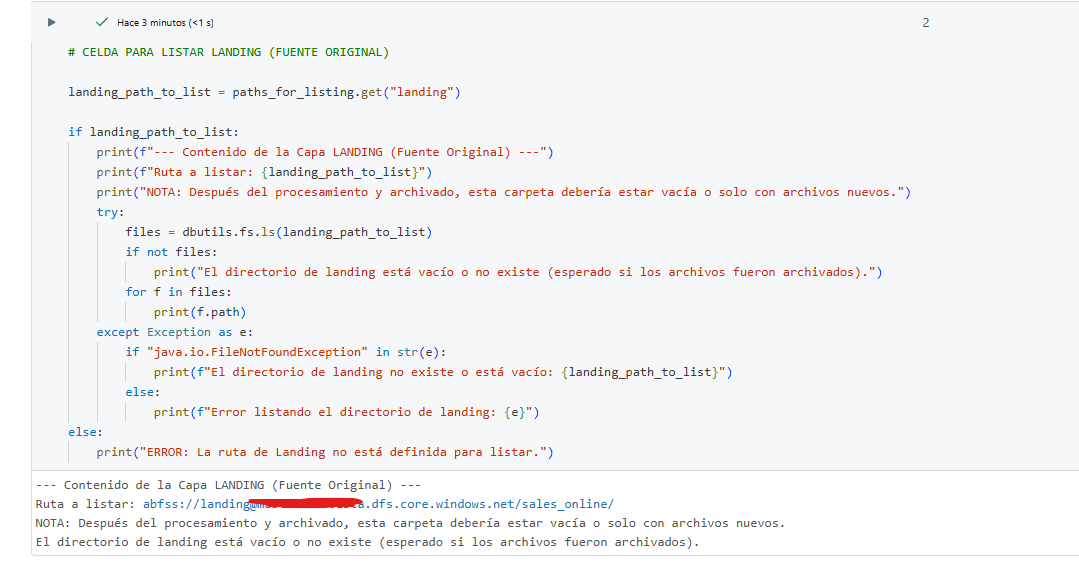 Hace 3 minutos (<1 s)
2
# CELDA PARA LISTAR LANDING (FUENTE ORIGINAL)
landing_path_to_list = paths_for_listing.get("landing")
if landing_path_to_list:
print(f"--- Contenido de la Capa LANDING (Fuente Original) ---")
print(f"Ruta a listar: {landing_path_to_list}")
print("NOTA: Después del procesamiento y archivado, esta carpeta debería estar vacía o solo con archivos nuevos.")
try:
files = dbutils.fs.ls(landing_path_to_list)
if not files:
print("El directorio de landing está vacío o no existe (esperado si los archivos fueron archivados).")
for f in files:
print(f.path)
except Exception as e:
if "java.io.FileNotFoundException" in str(e):
print(f"El directorio de landing no existe o está vacío: {landing_path_to_list}")
else:
print(f"Error listando el directorio de landing: {e}")
else:
print("ERROR: La ruta de Landing no está definida para listar.")
--- Contenido de la Capa LANDING (Fuente Original) ---
Ruta a listar: abfss://landing@ .dfs.core.windows.net/sales_online/
NOTA: Después del procesamiento y archivado, esta carpeta debería estar vacía o solo con archivos nuevos.
El directorio de landing está vacío o no existe (esperado si los archivos fueron archivados).